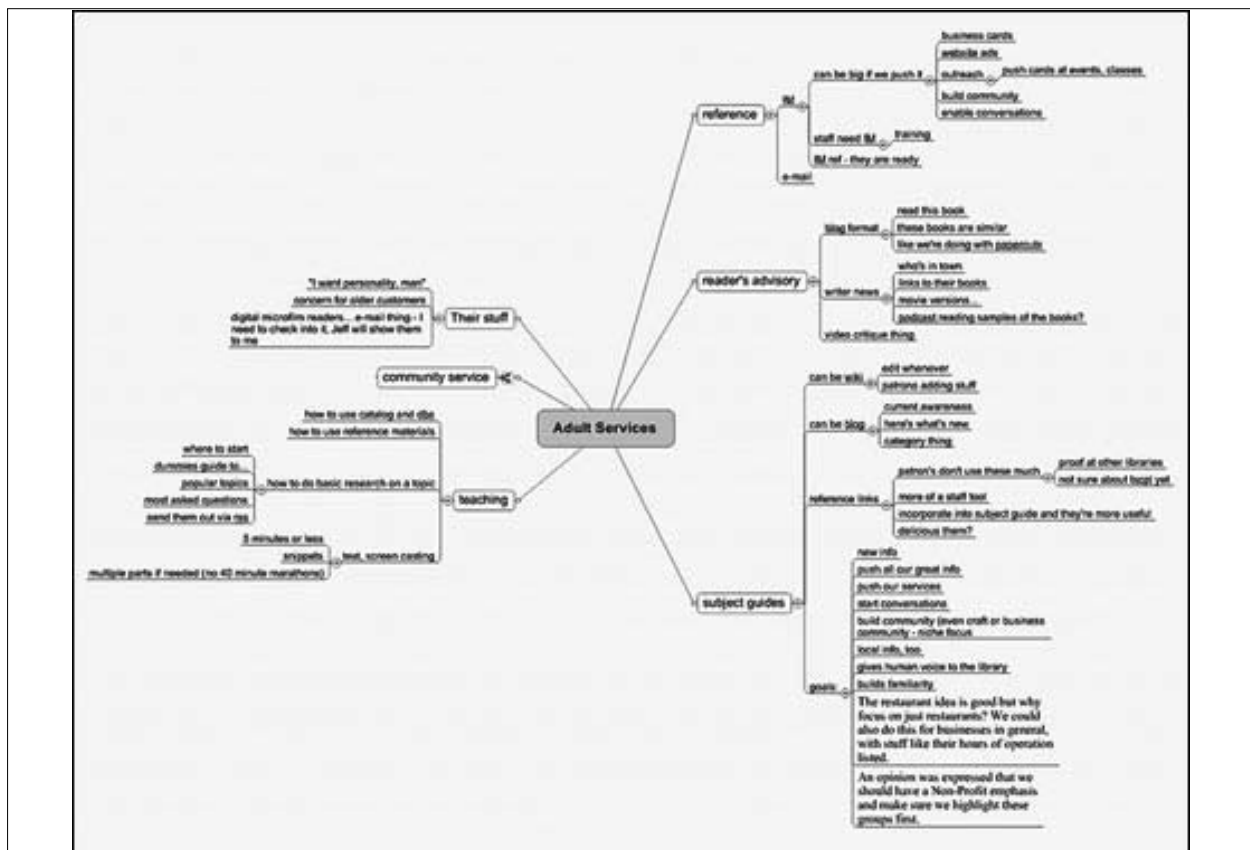 Adult Services
reference
IM
can be big if we push it
business cards
website ads
outreach
push cards at events, classes
build community
enable conversations
staff need IM
training
IM ref - they are ready
e-mail
reader's advisory
blog format
read this book
these books are similar
like we're doing with papercuts
writer news
who's in town
links to their books
movie versions...
podcast reading samples of the books?
video critique thing
subject guides
can be wiki
edit whenever
patrons adding stuff
can be blog
current awareness
here's what's new
category thing
reference links
patron's don't use these much
proof at other libraries
not sure about tscpl yet
more of a staff tool
incorporate into subject guide and they're more useful
delicious them?
goals
new info
push all our great info
push our services
start conversations
build community (even craft or business
community - niche focus
local info, too
gives human voice to the library
builds familiarity
The restaurant idea is good but why
focus on just restaurants? We could
also do this for businesses in general,
with stuff like their hours of operation
listed.
An opinion was expressed that we
should have a Non-Profit emphasis
and make sure we highlight these
groups first.
Their stuff
"I want personality, man"
concern for older customers
digital microfilm readers... e-mail thing - I
need to check into it, Jeff will show them
to me
community service
teaching
how to use catalog and dbs
how to use reference materials
how to do basic research on a topic
where to start
dummies guide to...
popular topics
most asked questions
send them out via rss
text, screen casting
5 minutes or less
snippets
multiple parts if needed (no 40 minute marathons)